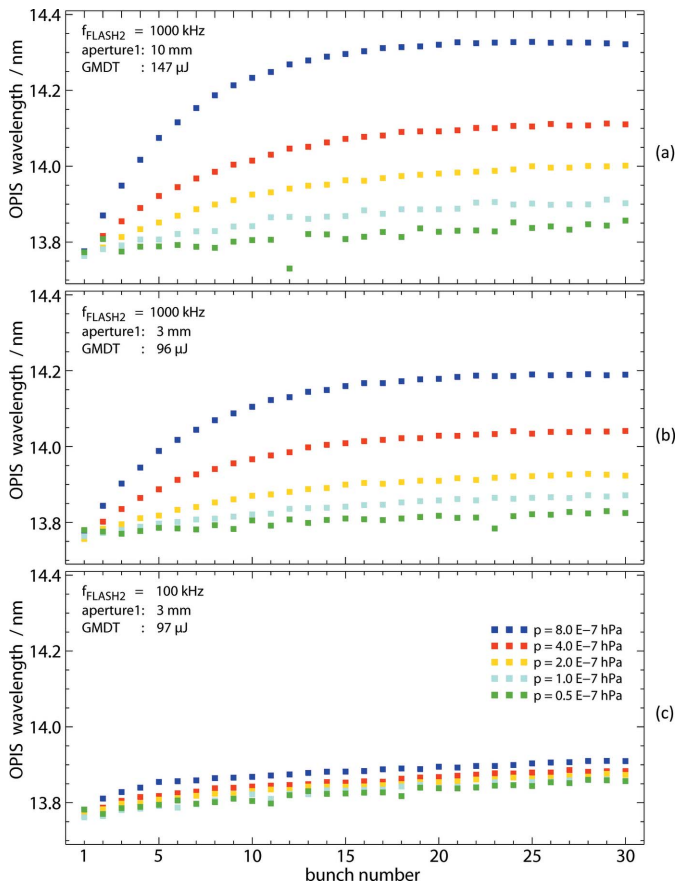 14.4
fFLASH2 = 1000 kHz
aperture1: 10 mm
GMDT : 147 µJ
14.2
14.0
13.8
OPIS wavelength / nm
(a)
14.4
fFLASH2 = 1000 kHz
aperture1: 3 mm
GMDT : 96 µJ
14.2
14.0
13.8
OPIS wavelength / nm
(b)
14.4
fFLASH2 = 100 kHz
aperture1: 3 mm
GMDT : 97 µJ
p = 8.0 E−7 hPa
p = 4.0 E−7 hPa
p = 2.0 E−7 hPa
p = 1.0 E−7 hPa
p = 0.5 E−7 hPa
14.2
14.0
13.8
OPIS wavelength / nm
(c)
1 5 10 15 20 25 30
bunch number